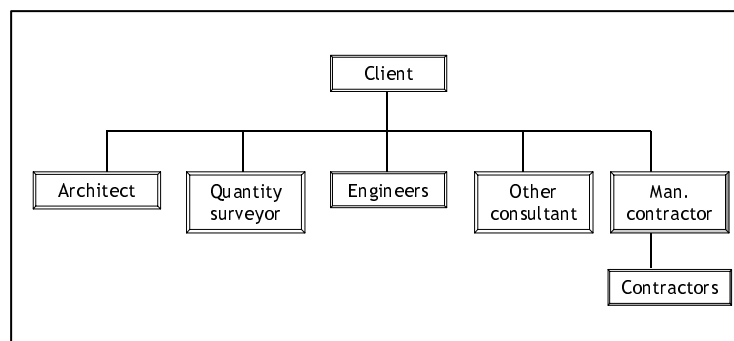 Client
Architect
Quantity
surveyor
Engineers
Other
consultant
Man.
contractor
Contractors